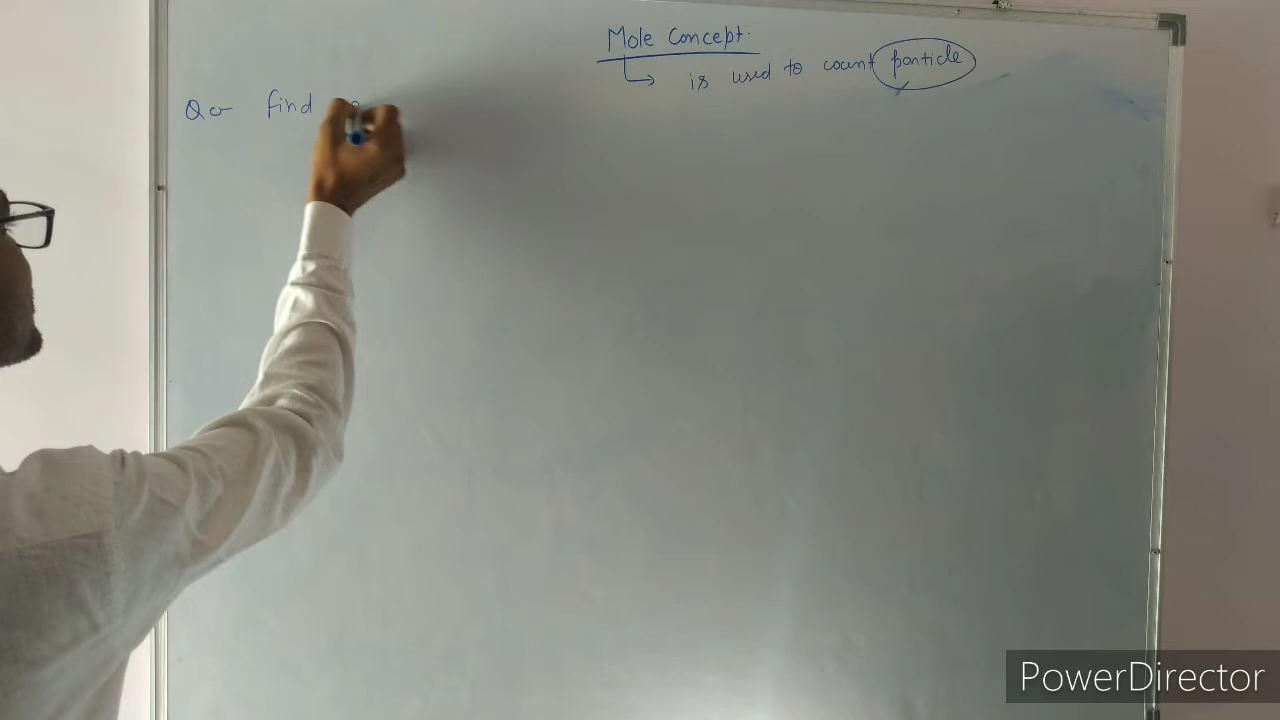 Mole Concept.
is used to count particle
Q find
PowerDirector